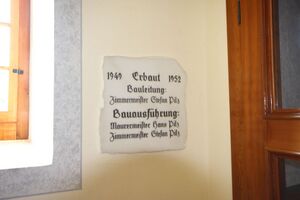 1949 Erbaut 1952
Bauleitung:
Zimmermeister Stefan Pilz
Bauausführung:
Maurermeister Hans Pilz
Zimmermeister Stefan Pilz